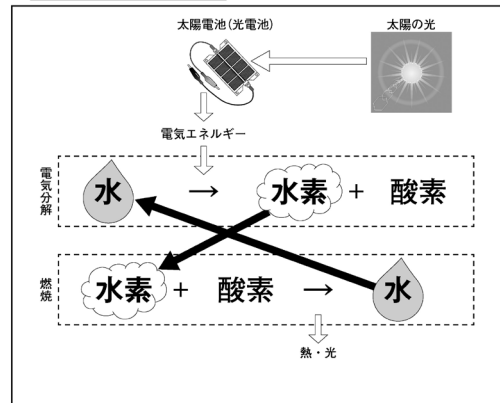 太陽電池(光電池)
太陽の光
電気エネルギー
電気分解
水 → 水素 + 酸素
燃焼
水素 + 酸素 → 水
熱・光